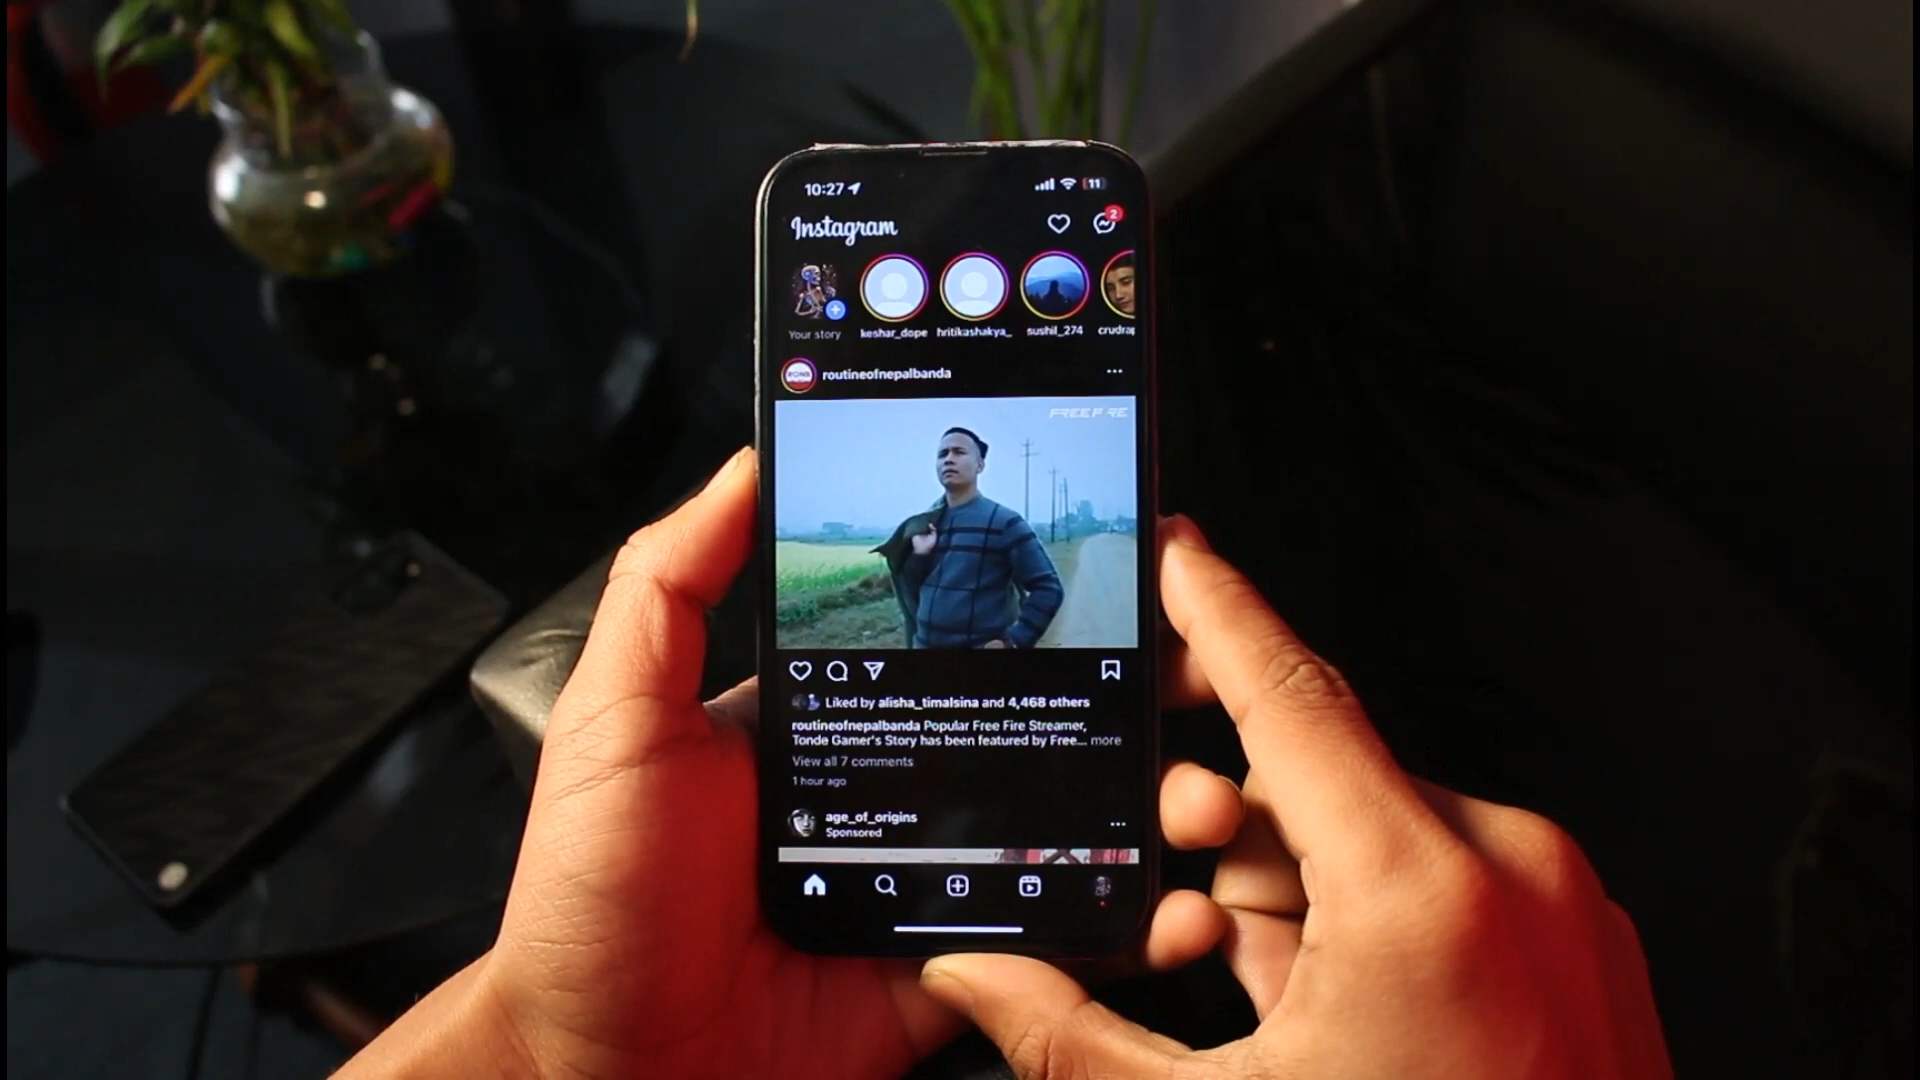 10:27
11
Instagram
2
Your story
keshar_dope
hritikashakya_
sushil_274
crudra
routineofnepalbanda
FREE F RE
Liked by alisha_timalsina and 4,468 others
routineofnepalbanda Popular Free Fire Streamer,
Tonde Gamer's Story has been featured by Free... more
View all 7 comments
1 hour ago
age_of_origins
Sponsored